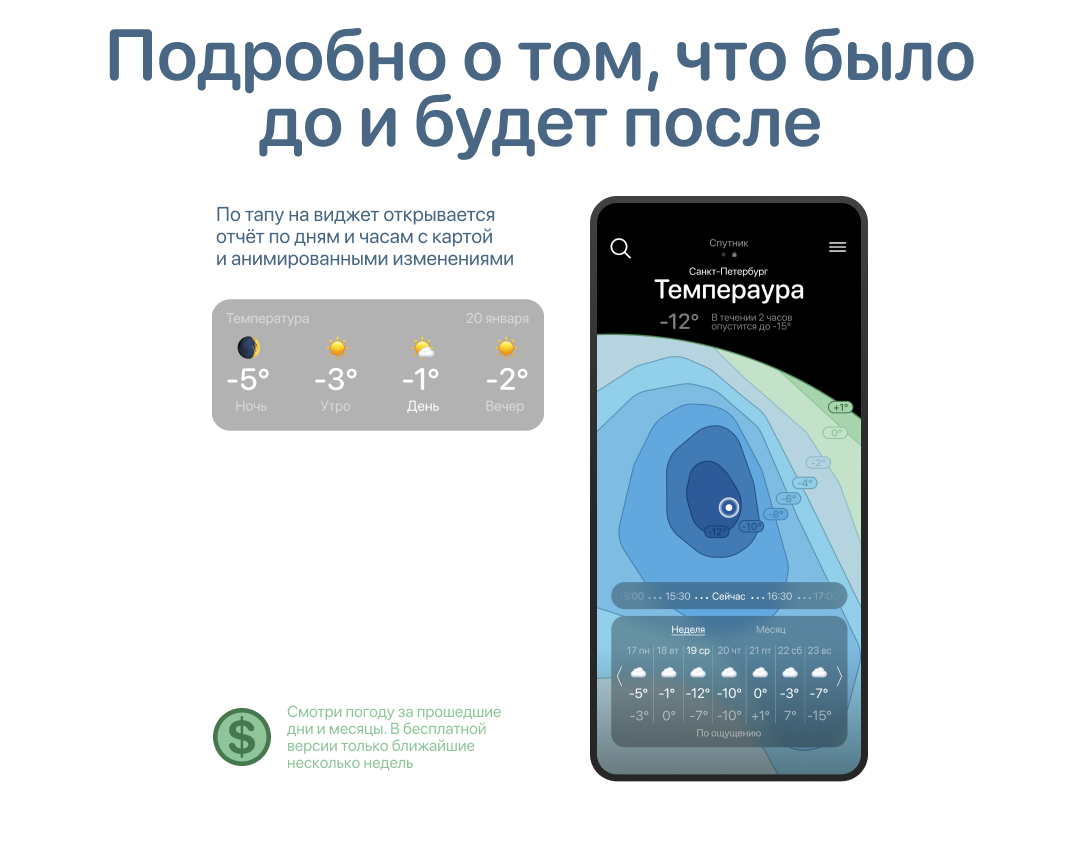 Подробно о том, что было
до и будет после
По тапу на виджет открывается
отчёт по дням и часам с картой
и анимированными изменениями
Температура 20 января
-5° -3° -1° -2°
Ночь Утро День Вечер
$ Смотри погоду за прошедшие
дни и месяцы. В бесплатной
версии только ближайшие
несколько недель
Спутник
Санкт-Петербург
Темпераура
-12° В течении 2 часов
опустится до -15°
+1°
0°
-2°
-4°
-6°
-8°
-10°
-12°
15:30 ••• Сейчас ••• 16:30 ••• 17:00
Неделя Месяц
17 пн 18 вт 19 ср 20 чт 21 пт 22 сб 23 вс
-5° -1° -12° -10° 0° -3° -7°
-3° 0° -7° -10° +1° 7° -15°
По ощущению